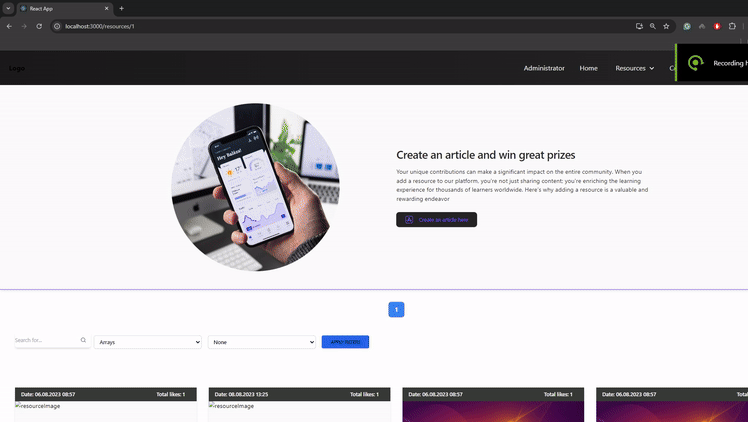 React App
localhost:3000/resources/1
Logo
Administrator
Home
Resources
Recording
Hey Balkos!
Create an article and win great prizes
Your unique contributions can make a significant impact on the entire community. When you
add a resource to our platform, you're not just sharing content; you're enriching the learning
experience for thousands of learners worldwide. Here's why adding a resource is a valuable and
rewarding endeavor
Create an article here
1
Search for...
Arrays
None
APPLY FILTERS
Date: 06.08.2023 08:57
Total likes: 1
Date: 08.08.2023 13:25
Total likes: 1
Date: 06.08.2023 08:57
Total likes: 1
Date: 06.08.2023 08:57
resourceImage
resourceImage